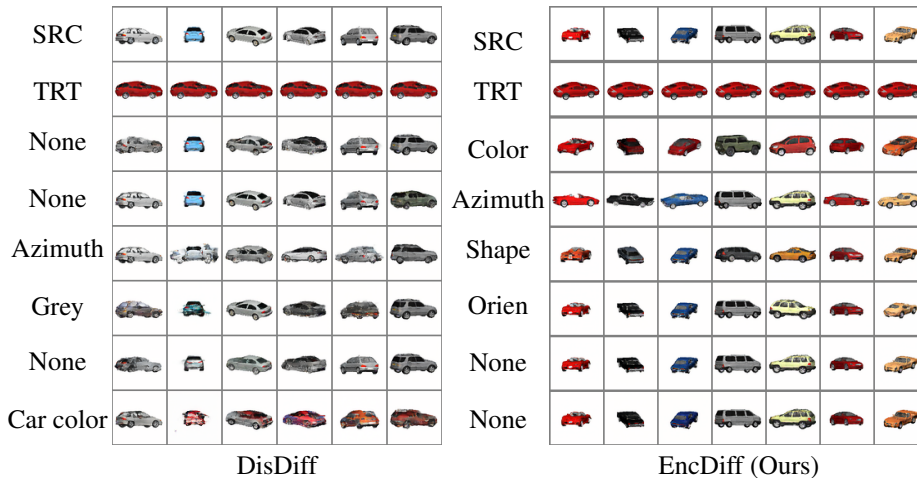 SRC
TRT
None
None
Azimuth
Grey
None
Car color
DisDiff
SRC
TRT
Color
Azimuth
Shape
Orien
None
None
EncDiff (Ours)